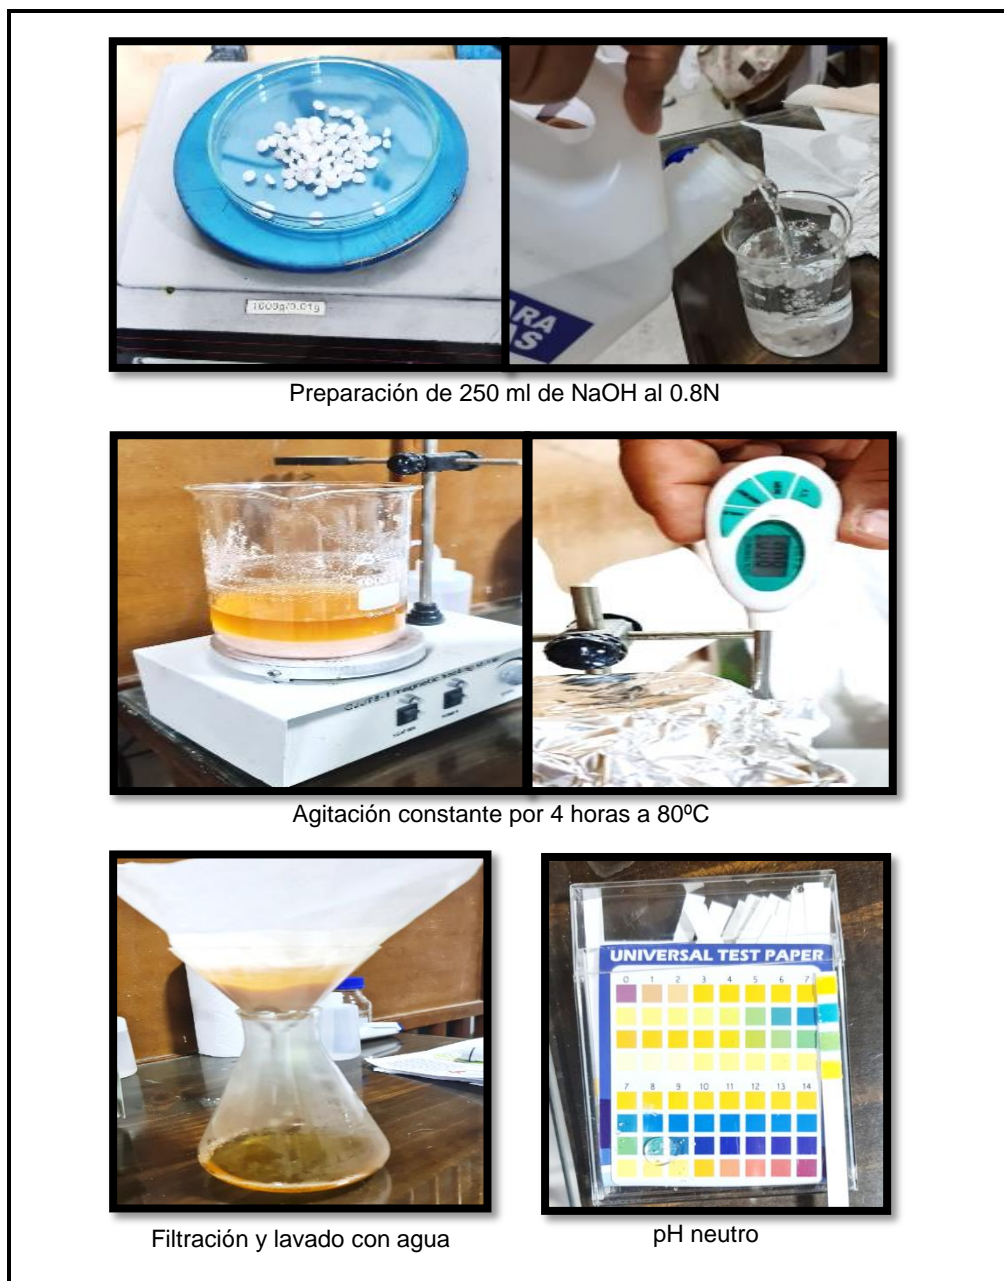 1000g/0.01g
ARA
AS
Preparación de 250 ml de NaOH al 0.8N
Agitación constante por 4 horas a 80ºC
UNIVERSAL TEST PAPER
0 1 2 3 4 5 6 7
7 8 9 10 11 12 13 14
Filtración y lavado con agua
pH neutro